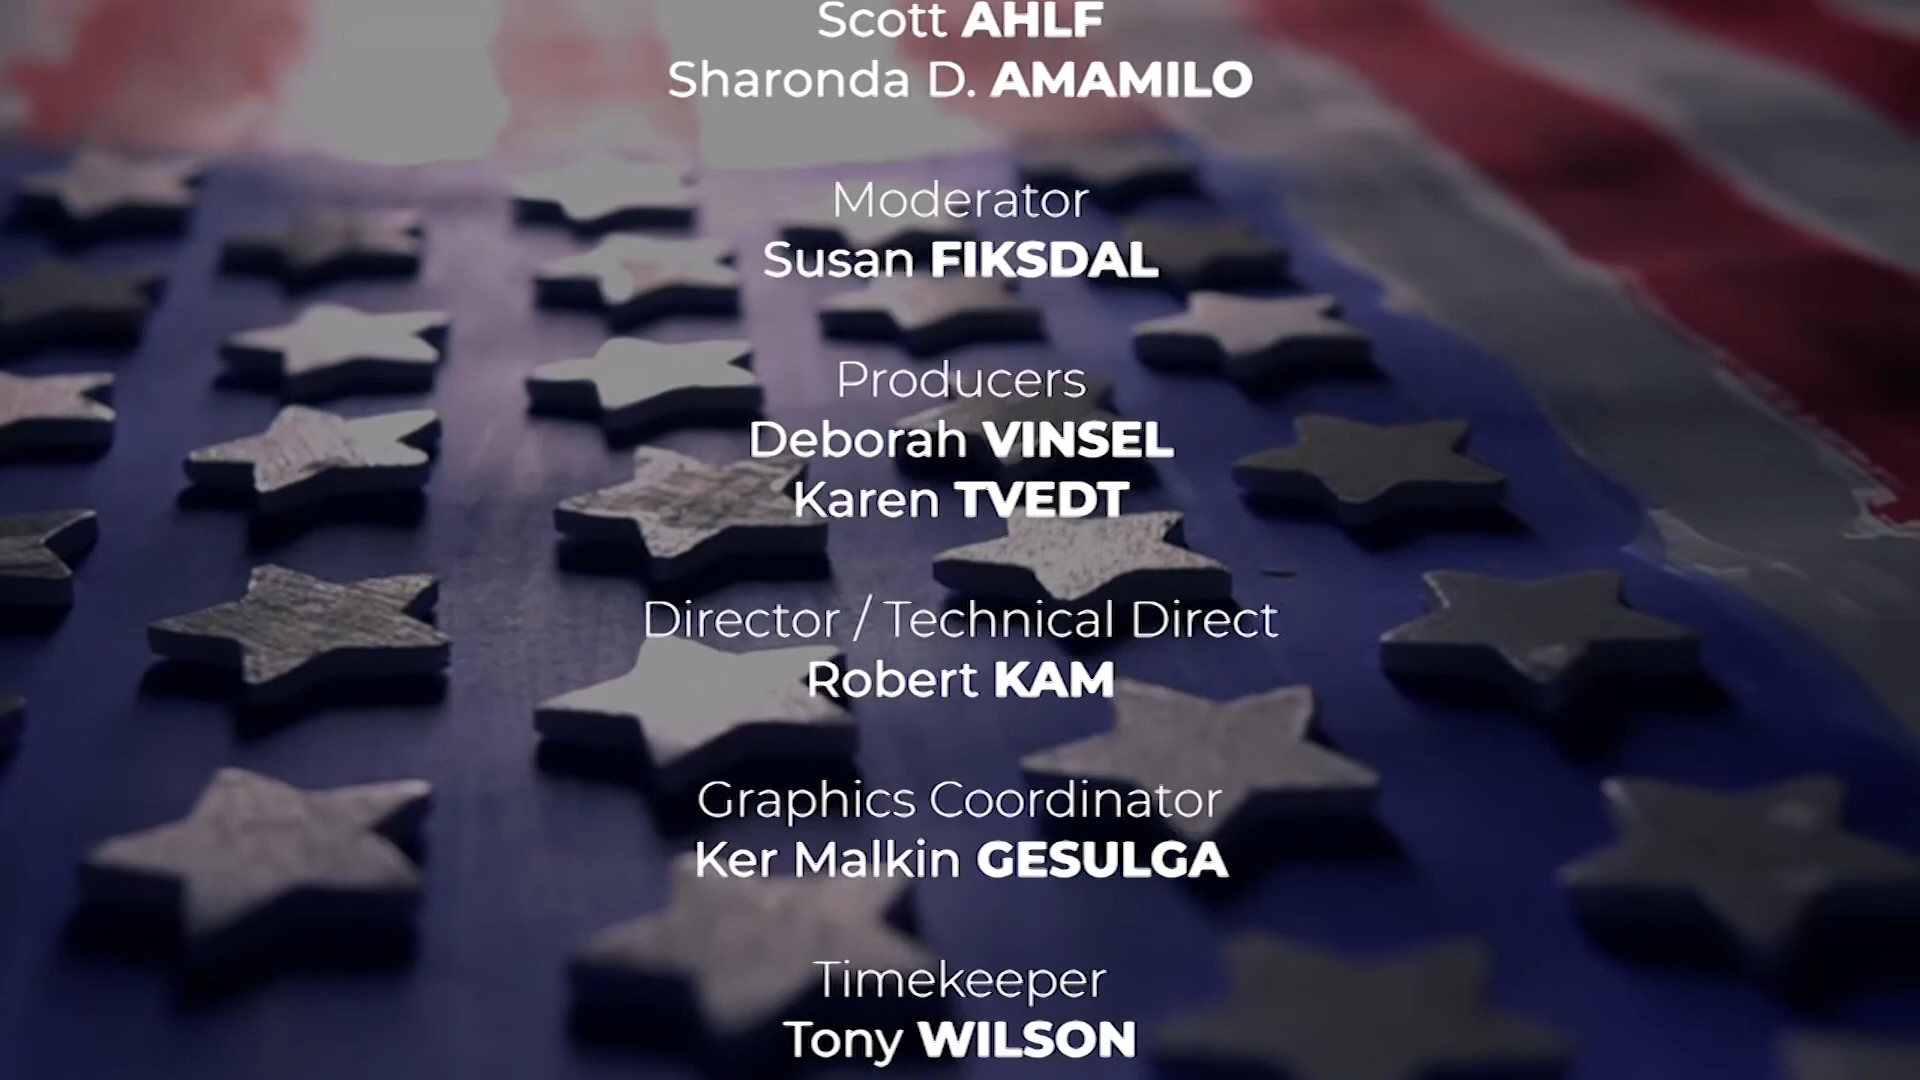 Scott AHLF
Sharonda D. AMAMILO
Moderator
Susan FIKSDAL
Producers
Deborah VINSEL
Karen TVEDT
Director / Technical Direct
Robert KAM
Graphics Coordinator
Ker Malkin GESULGA
Timekeeper
Tony WILSON